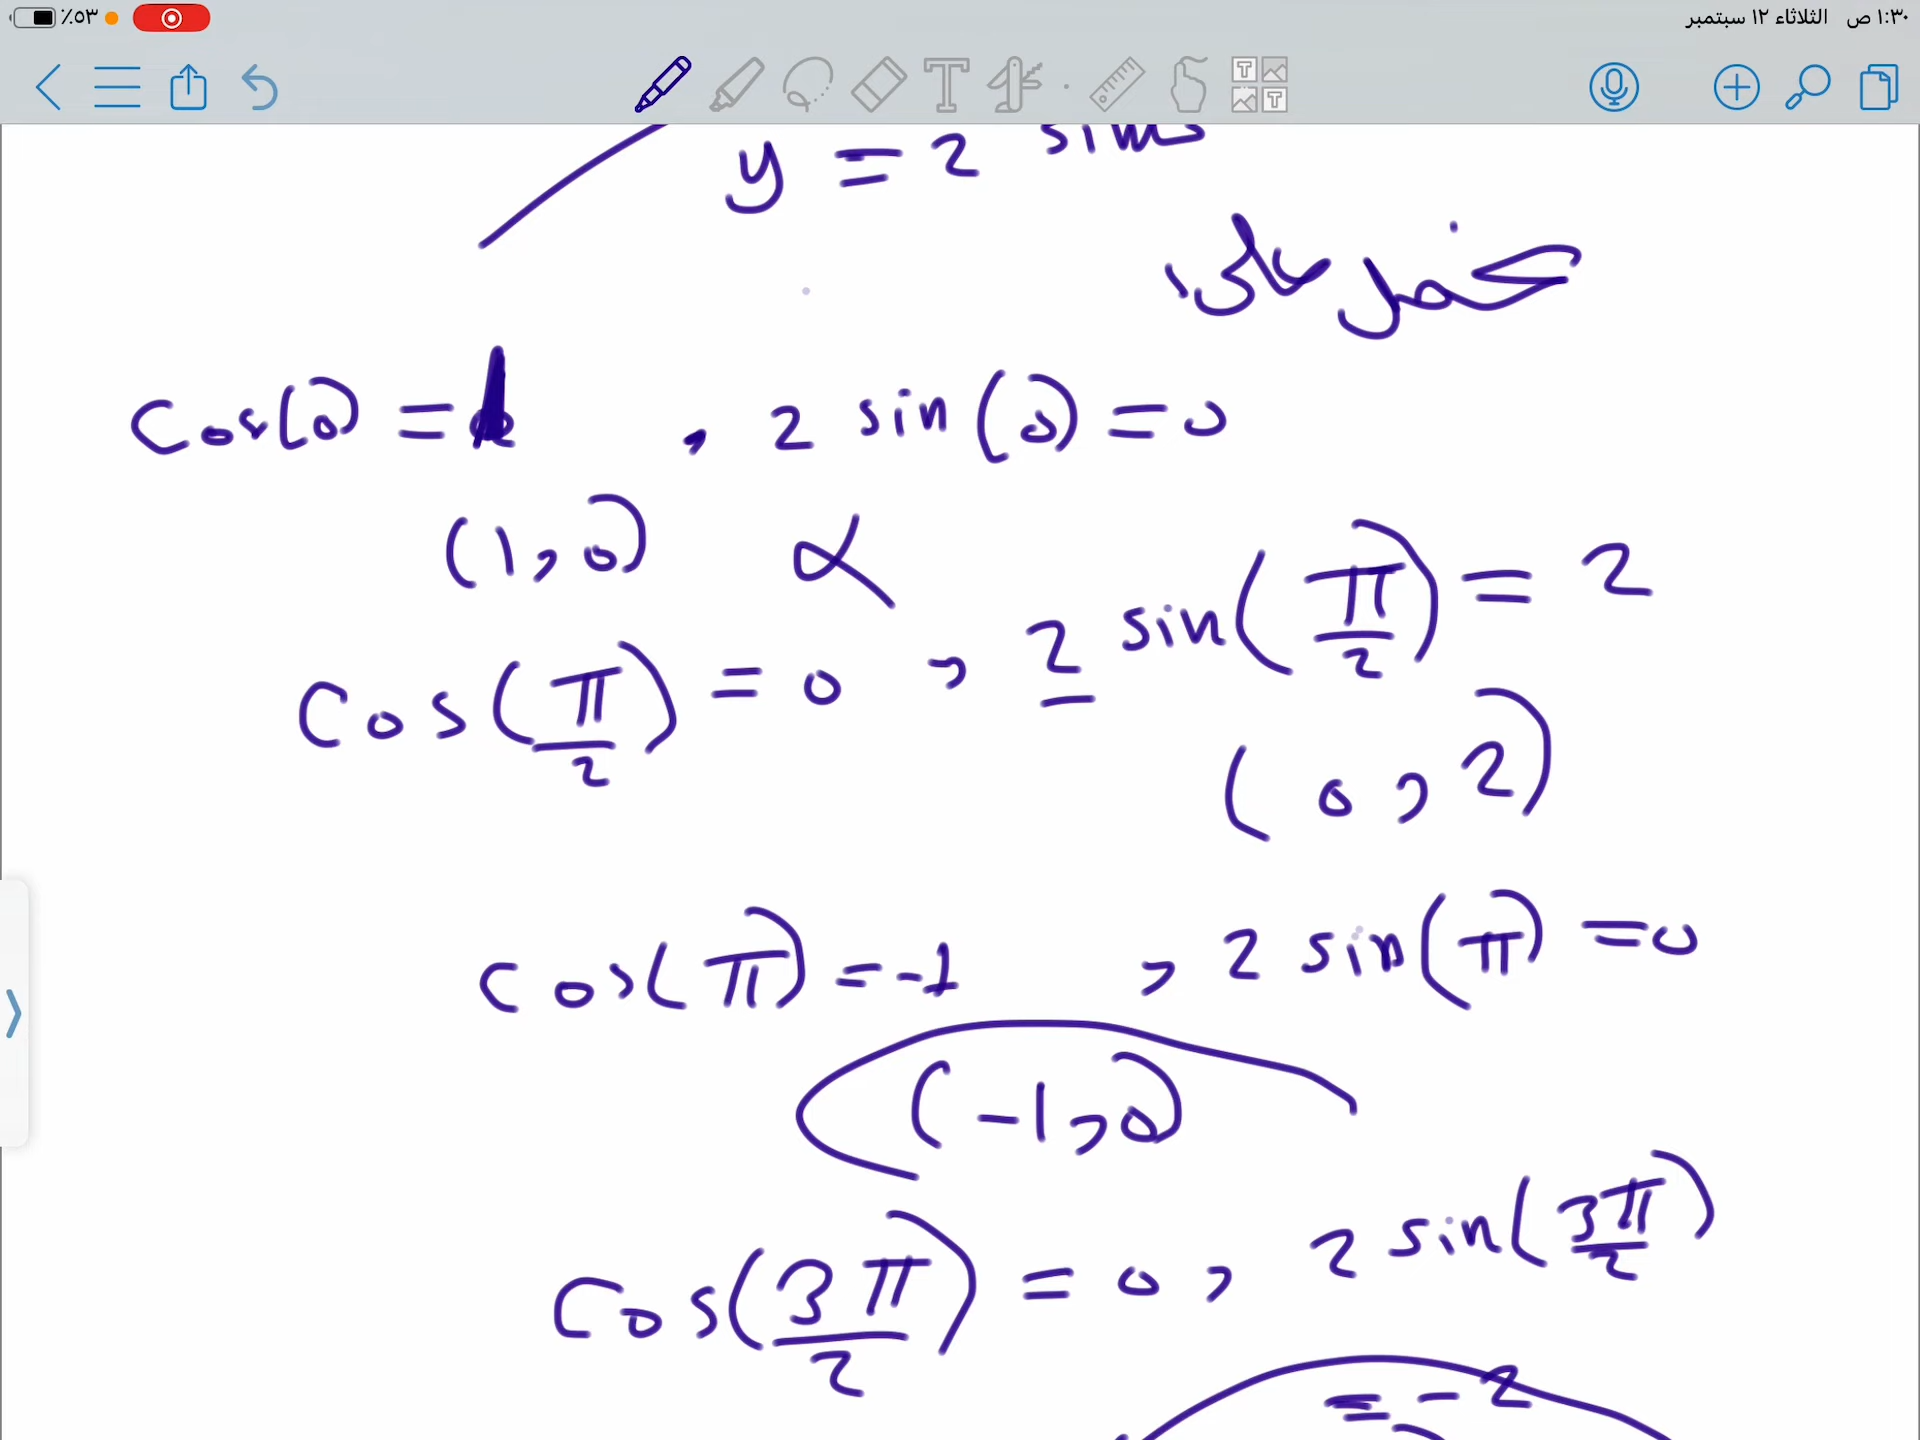 ١:٣٠ ص الثلاثاء ١٢ سبتمبر
٪٥٣
y = 2 sin
cos(0) = 1 , 2 sin(0) = 0
(1, 0)
cos(π/2) = 0 , 2 sin(π/2) = 2
(0, 2)
cos(π) = -1 , 2 sin(π) = 0
(-1, 0)
cos(3π/2) = 0 , 2 sin(3π/2)
= -2